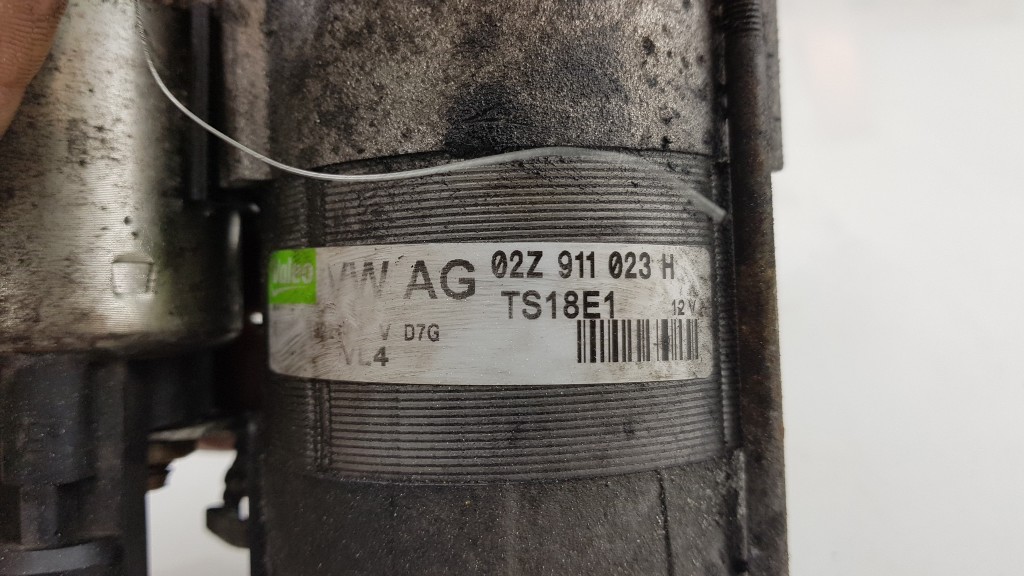 Valeo VW AG 02Z 911 023 H
TS18E1 12 V
V D7G
VL4